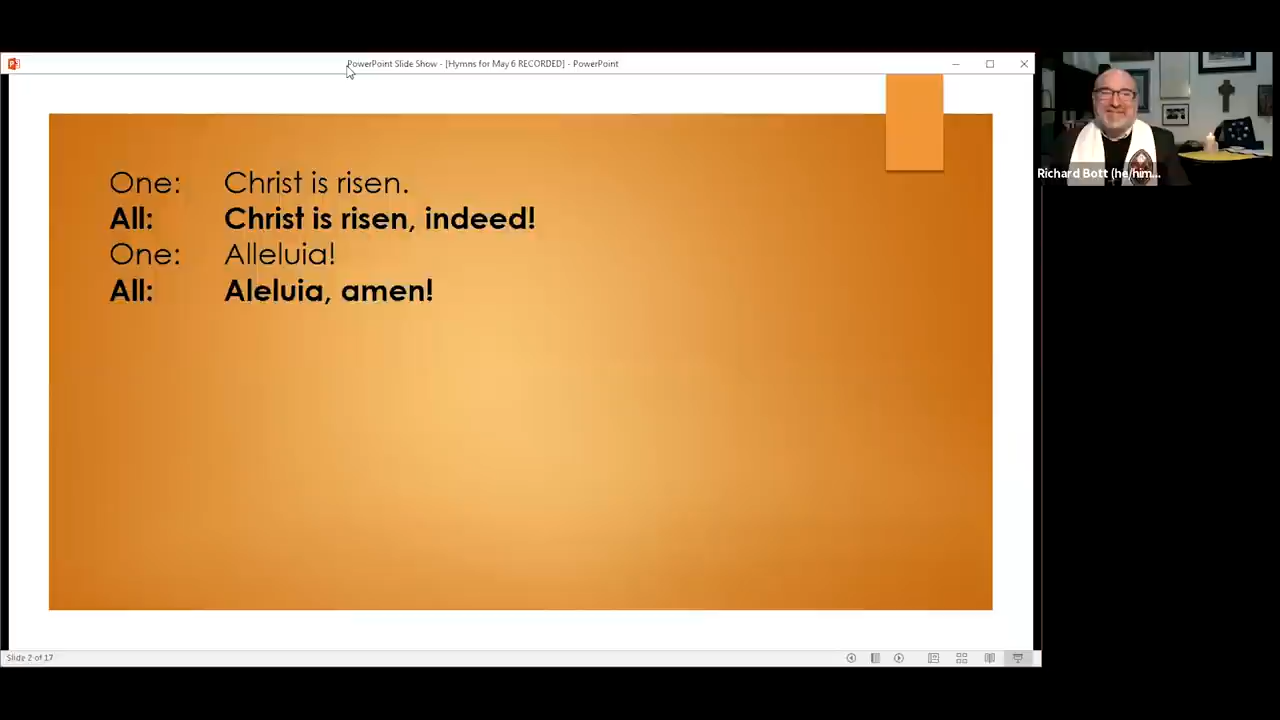 PowerPoint Slide Show - [Hymns for May 6 RECORDED] - PowerPoint
One: Christ is risen.
All: Christ is risen, indeed!
One: Alleluia!
All: Aleluia, amen!
Richard Bott (he/him...
Slide 2 of 17